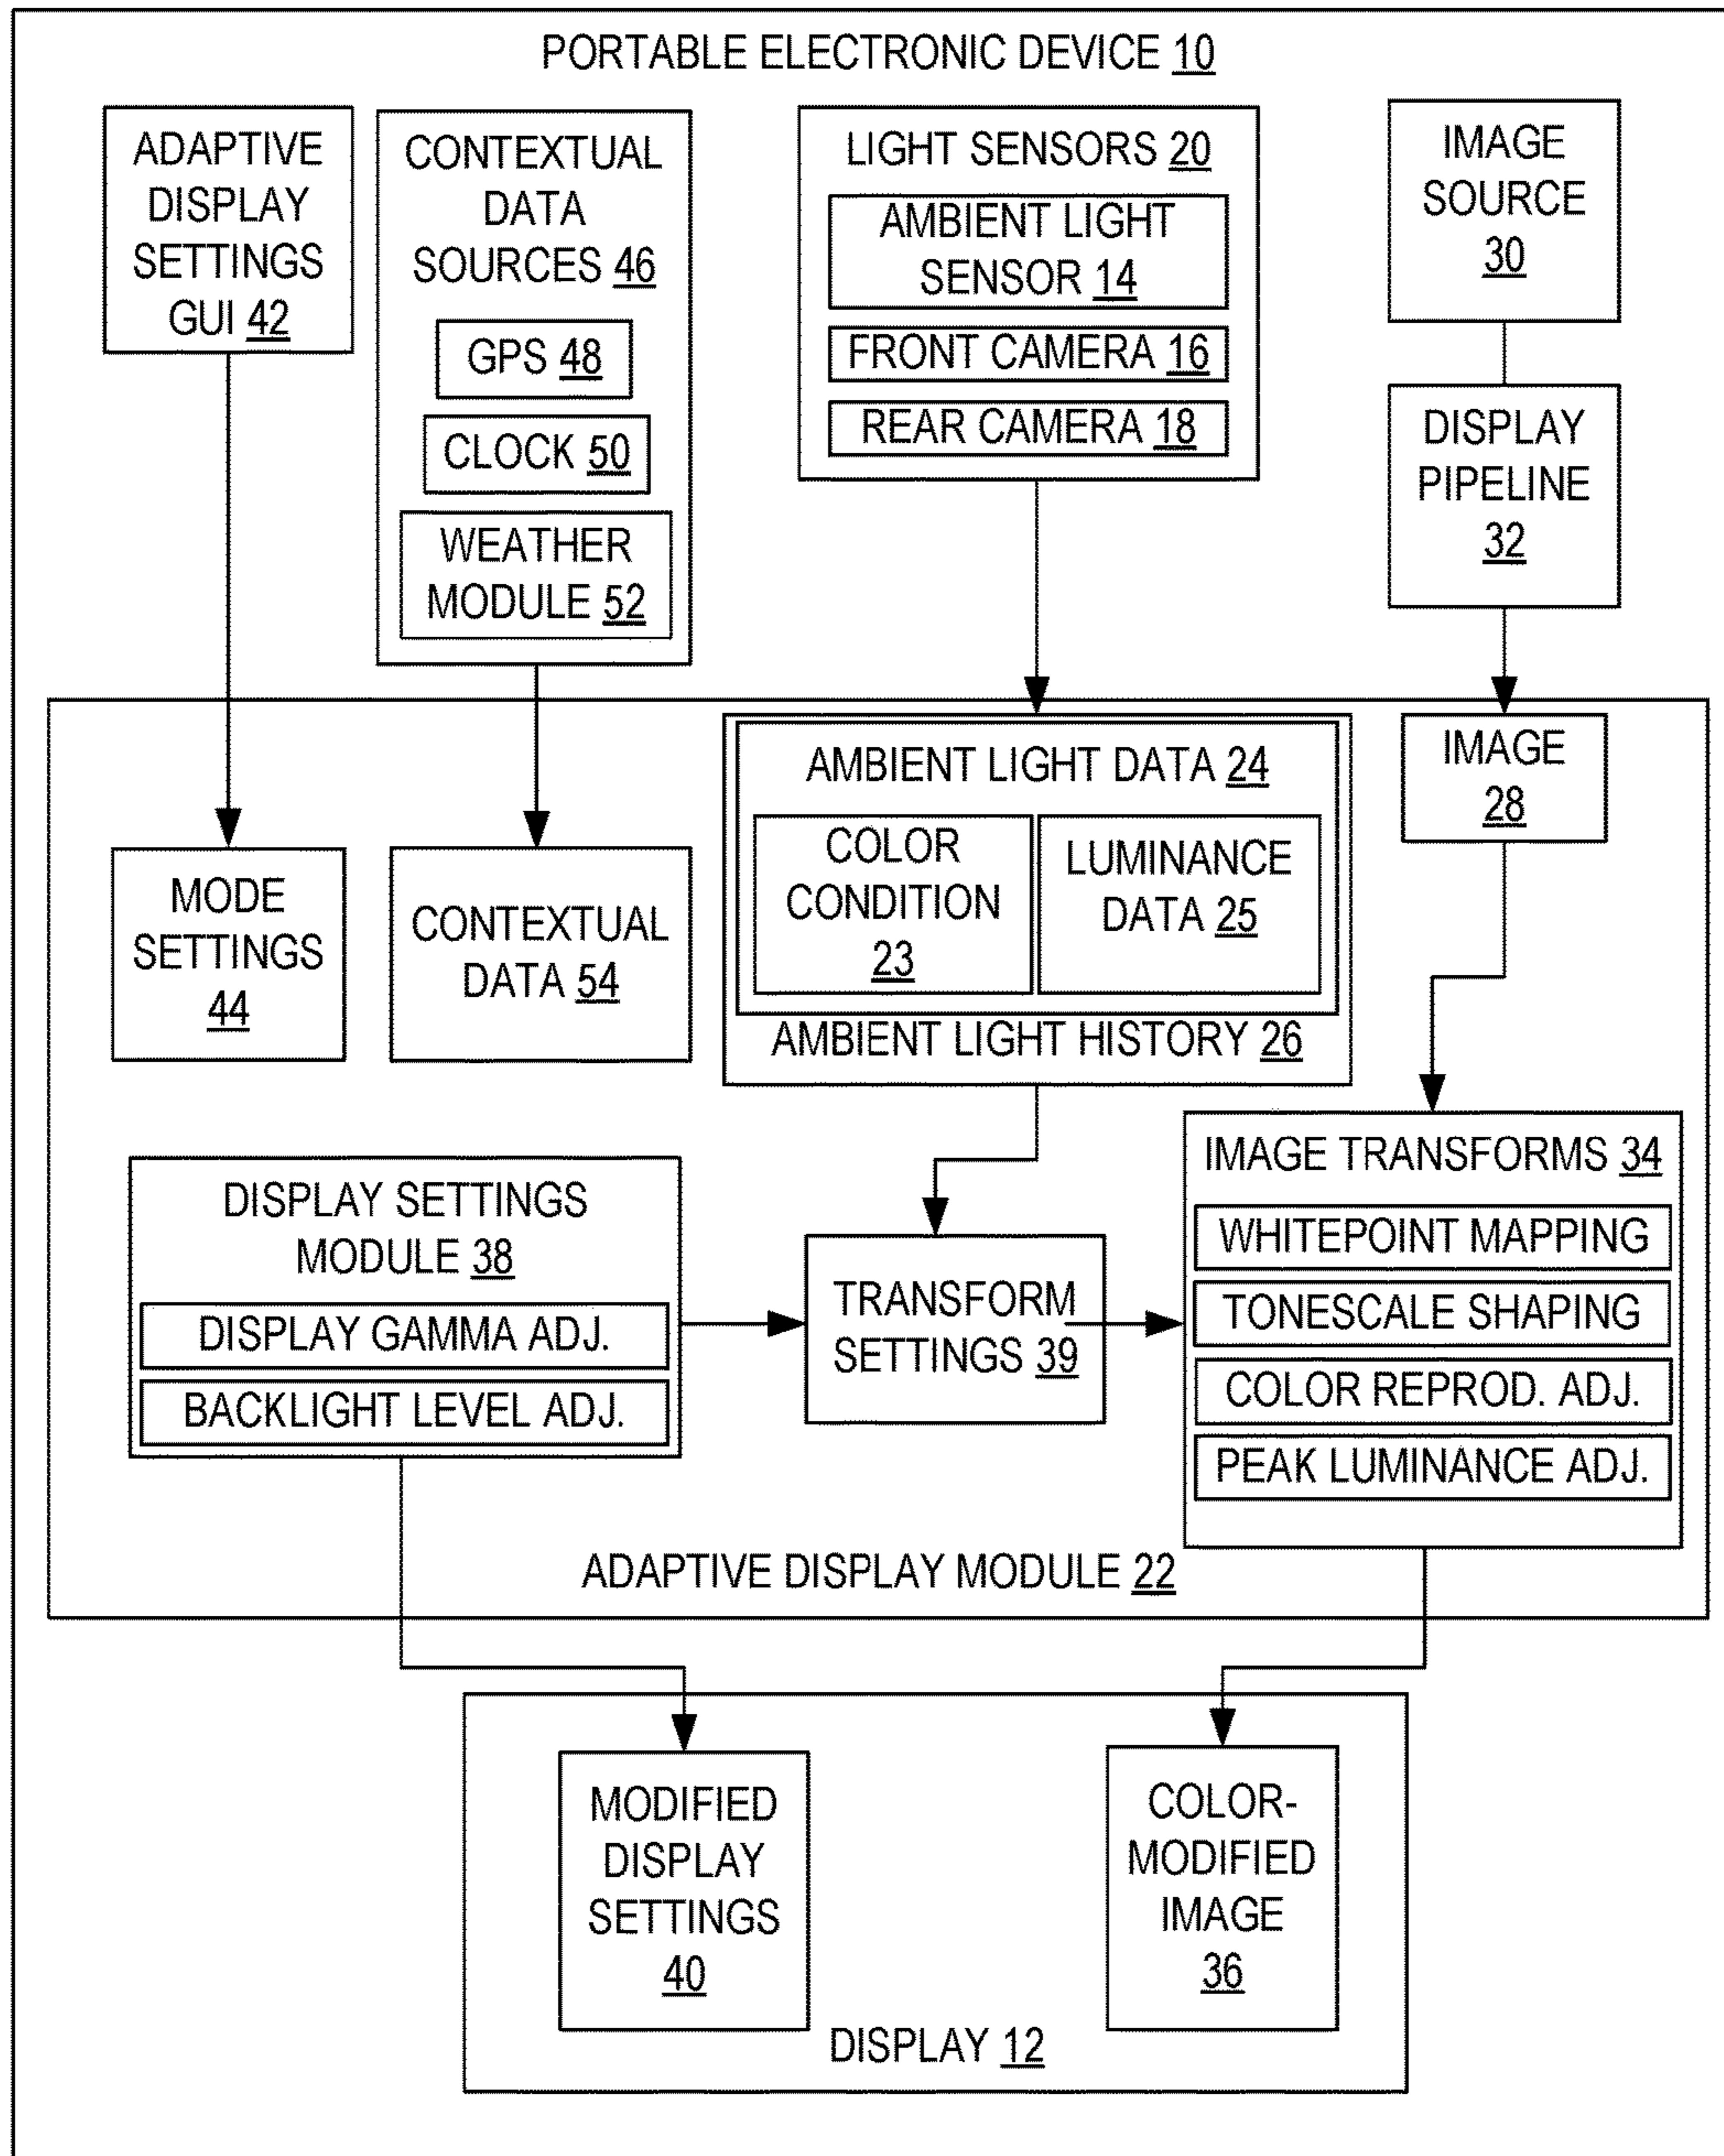 PORTABLE ELECTRONIC DEVICE 10
ADAPTIVE
DISPLAY
SETTINGS
GUI 42
CONTEXTUAL
DATA
SOURCES 46
GPS 48
CLOCK 50
WEATHER
MODULE 52
LIGHT SENSORS 20
AMBIENT LIGHT
SENSOR 14
FRONT CAMERA 16
REAR CAMERA 18
IMAGE
SOURCE
30
DISPLAY
PIPELINE
32
MODE
SETTINGS
44
CONTEXTUAL
DATA 54
AMBIENT LIGHT DATA 24
COLOR
CONDITION
23
LUMINANCE
DATA 25
AMBIENT LIGHT HISTORY 26
IMAGE
28
DISPLAY SETTINGS
MODULE 38
DISPLAY GAMMA ADJ.
BACKLIGHT LEVEL ADJ.
TRANSFORM
SETTINGS 39
IMAGE TRANSFORMS 34
WHITEPOINT MAPPING
TONESCALE SHAPING
COLOR REPROD. ADJ.
PEAK LUMINANCE ADJ.
ADAPTIVE DISPLAY MODULE 22
MODIFIED
DISPLAY
SETTINGS
40
COLOR-
MODIFIED
IMAGE
36
DISPLAY 12